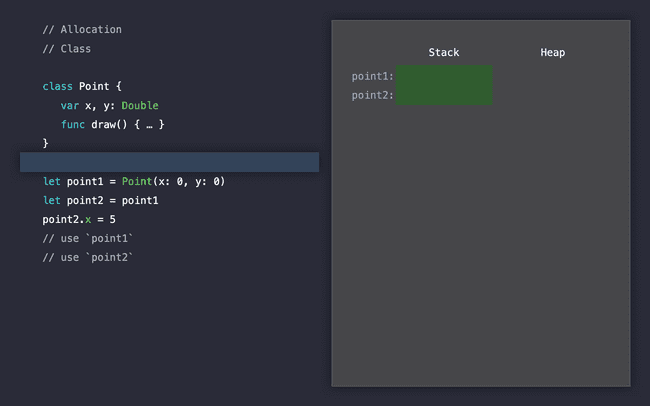 // Allocation
// Class
class Point {
var x, y: Double
func draw() { … }
}
let point1 = Point(x: 0, y: 0)
let point2 = point1
point2.x = 5
// use `point1`
// use `point2`
Stack Heap
point1:
point2: